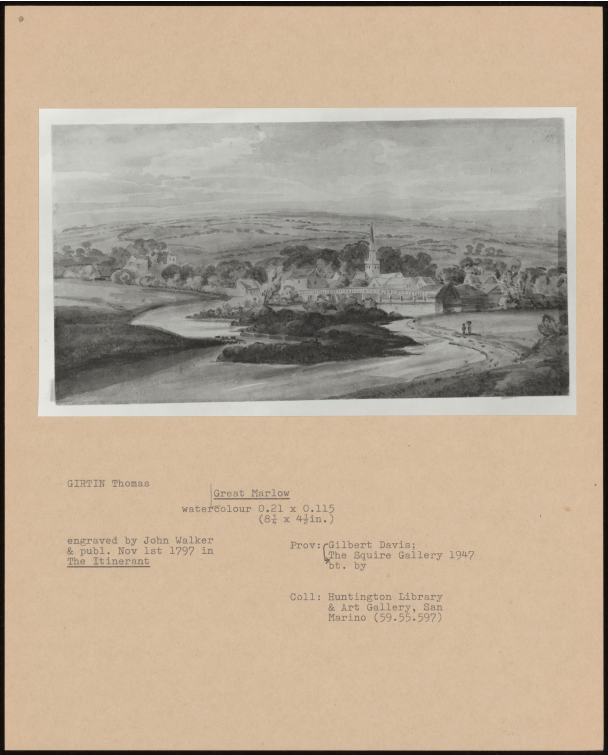 GIRTIN Thomas
Great Marlow
watercolour 0.21 x 0.115
(8¼ x 4½in.)
engraved by John Walker
& publ. Nov 1st 1797 in
The Itinerant
Prov: Gilbert Davis;
The Squire Gallery 1947
bt. by
Coll: Huntington Library
& Art Gallery, San
Marino (59.55.597)